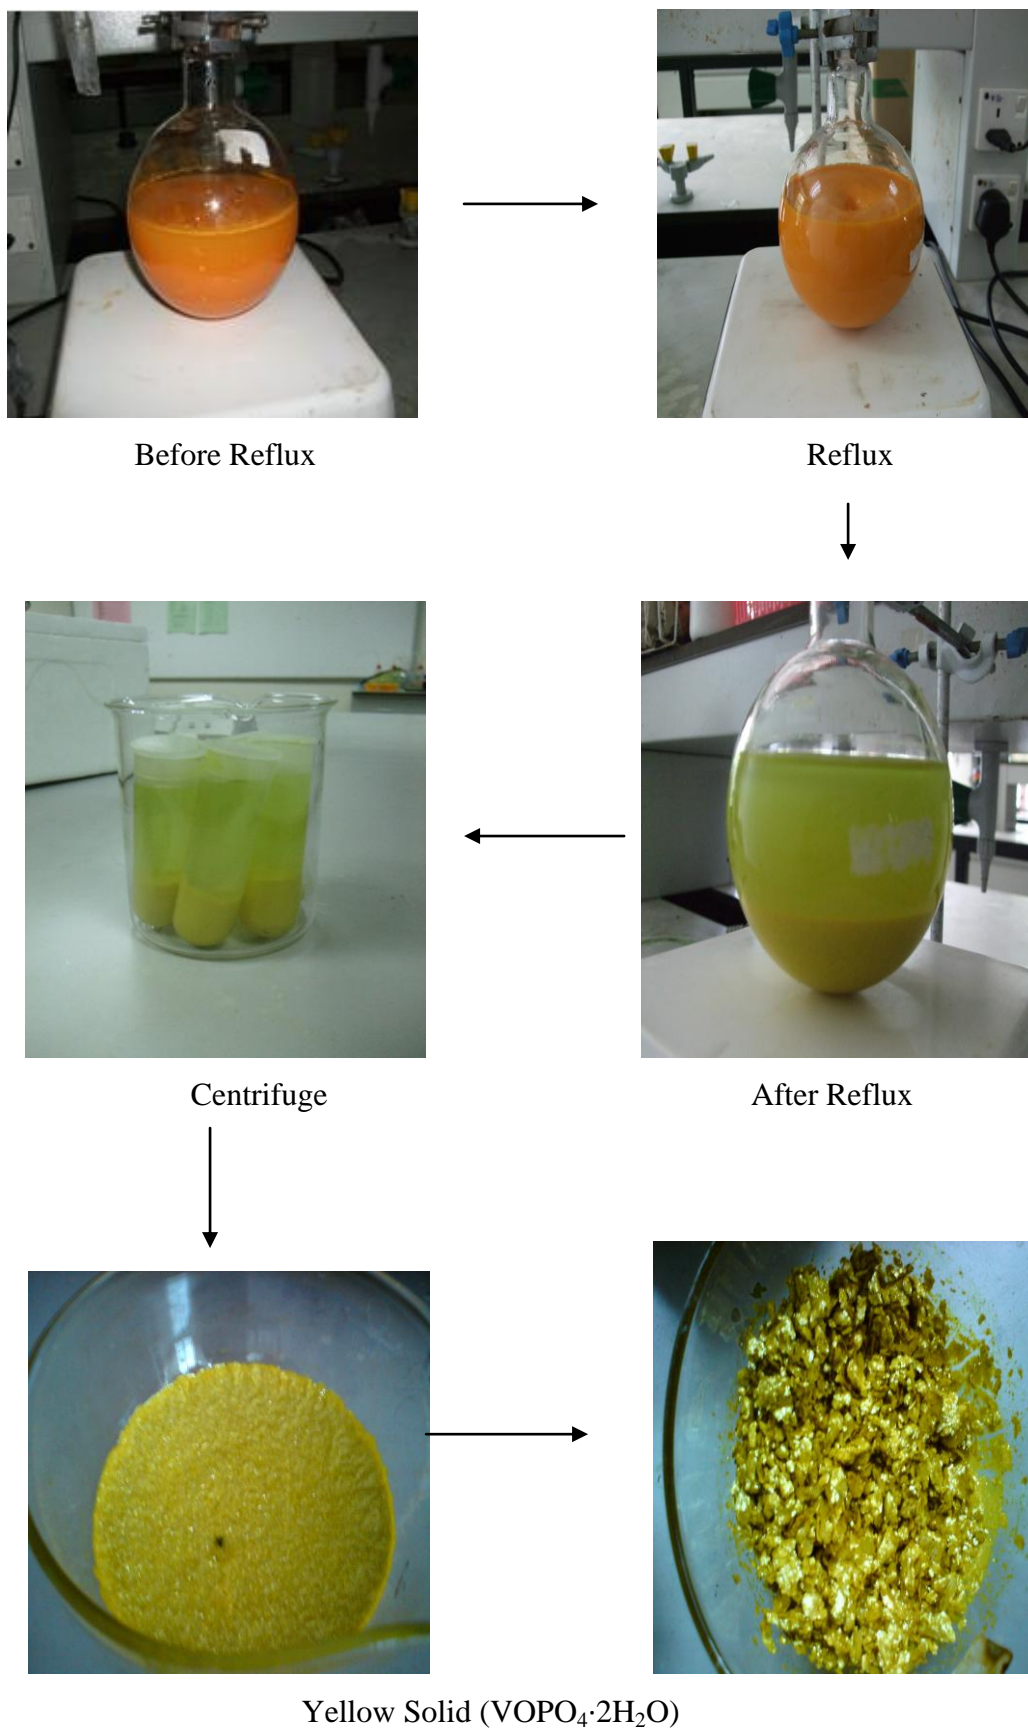 Before Reflux
Reflux
After Reflux
Centrifuge
Yellow Solid (VOPO₄·2H₂O)